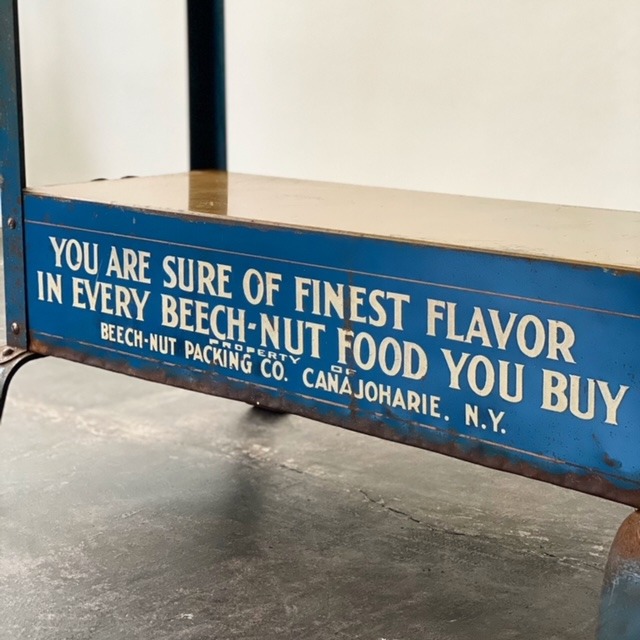 YOU ARE SURE OF FINEST FLAVOR
IN EVERY BEECH-NUT FOOD YOU BUY
PROPERTY OF
BEECH-NUT PACKING CO. CANAJOHARIE, N.Y.